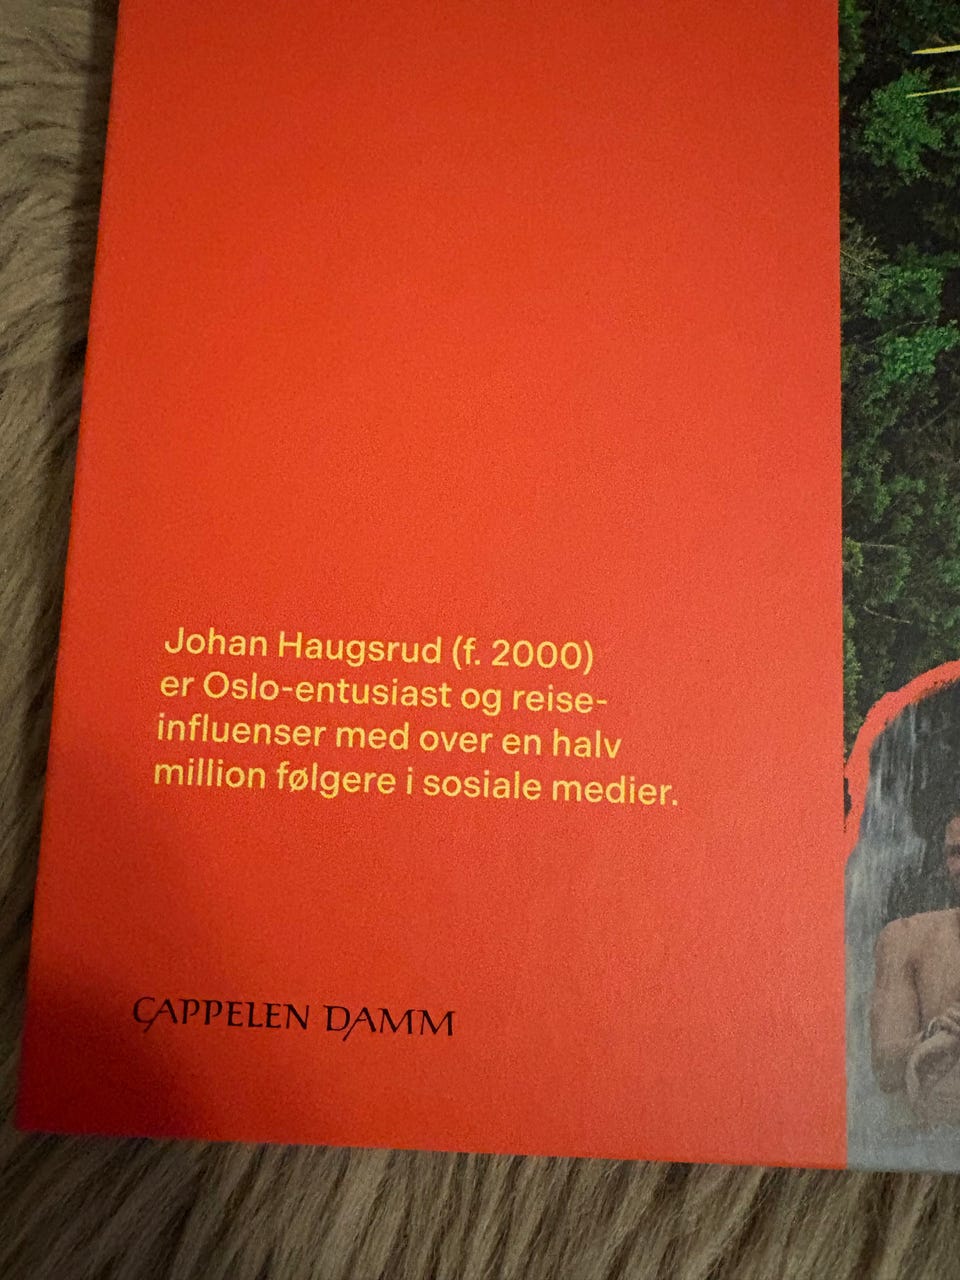 Johan Haugsrud (f. 2000)
er Oslo-entusiast og reise-
influenser med over en halv
million følgere i sosiale medier.
CAPPELEN DAMM